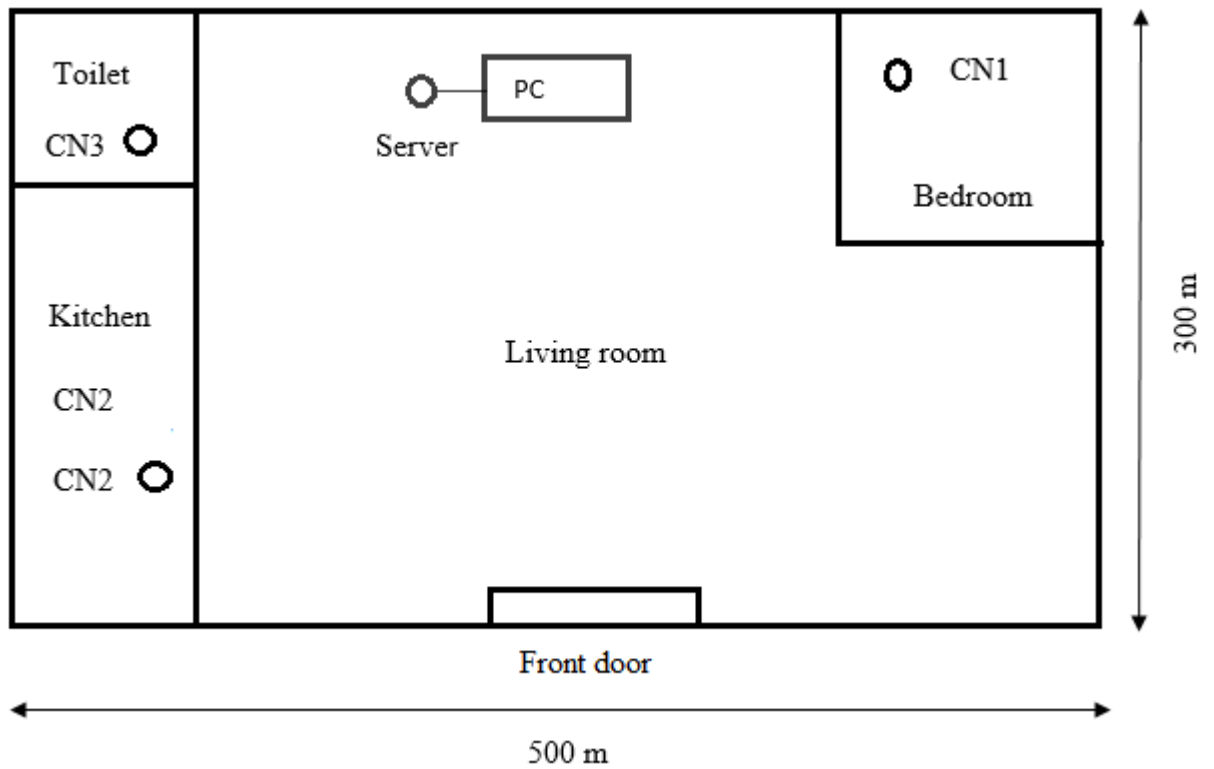 Toilet
CN3
Server
PC
CN1
Bedroom
Kitchen
CN2
CN2
Living room
300 m
Front door
500 m